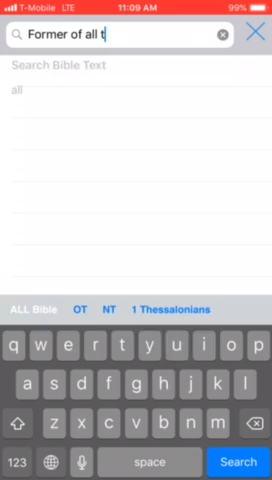 T-Mobile LTE 11:09 AM 99%
Former of all t
Search Bible Text
all
ALL Bible OT NT 1 Thessalonians
q w e r t y u i o p
a s d f g h j k l
z x c v b n m
123 space Search